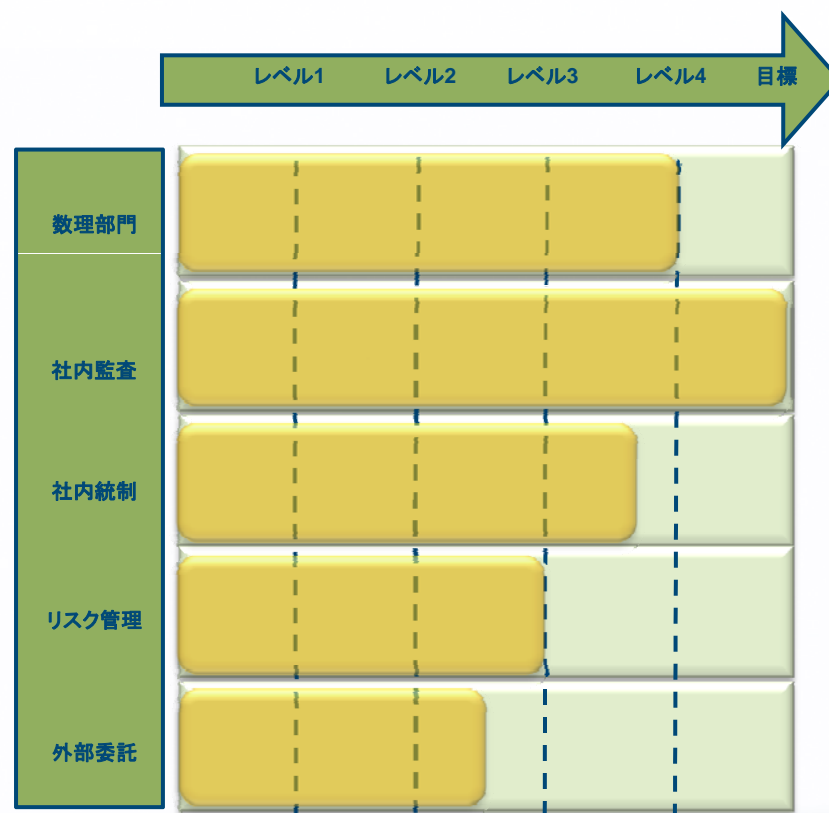 レベル1 レベル2 レベル3 レベル4 目標
数理部門
社内監査
社内統制
リスク管理
外部委託